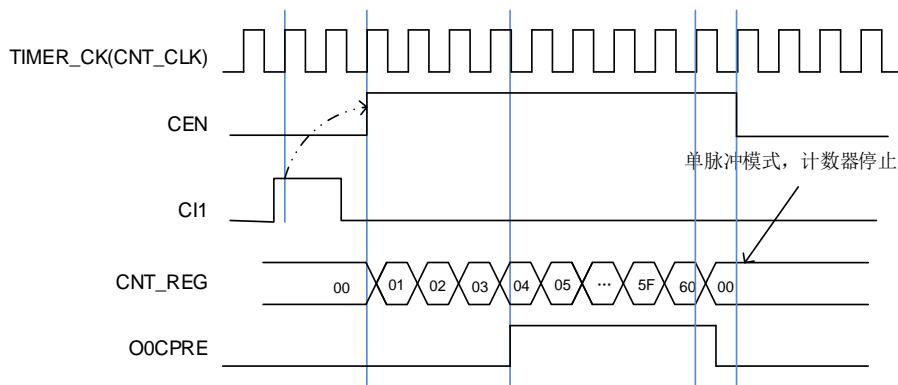 TIMER_CK(CNT_CLK)
CEN
单脉冲模式，计数器停止
CI1
CNT_REG 00 01 02 03 04 05 ... 5F 60 00
O0CPRE